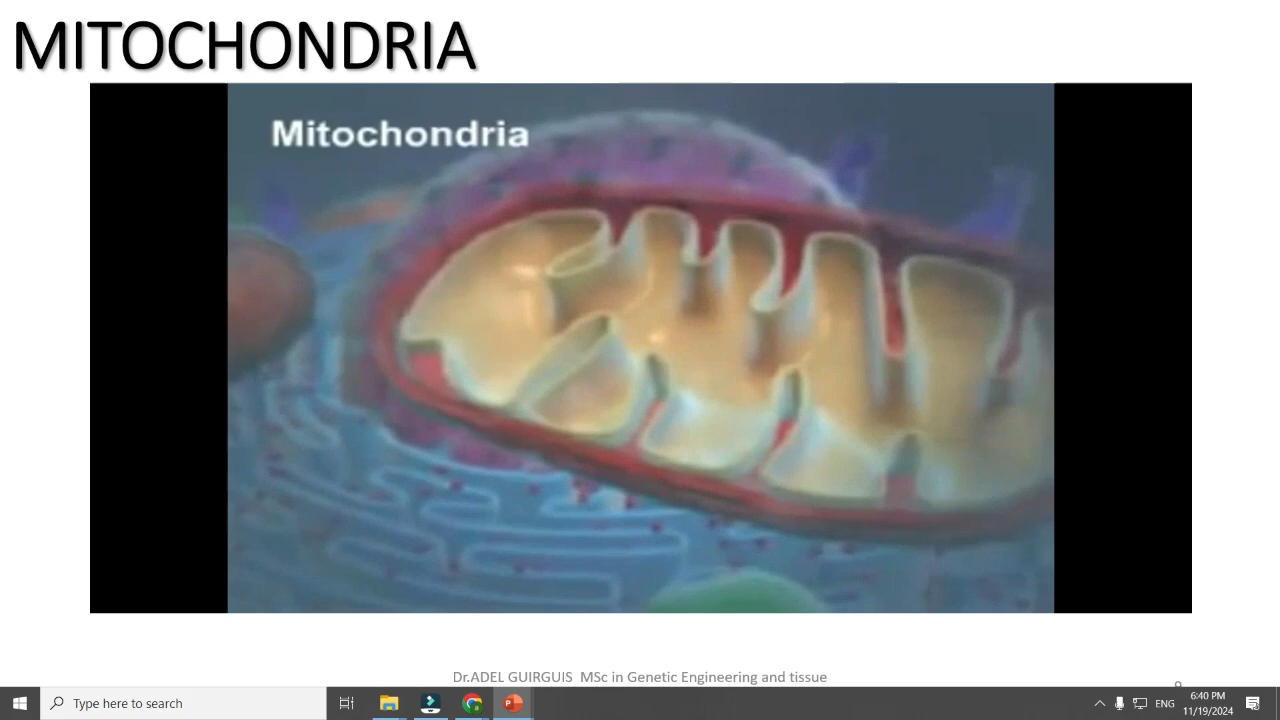 MITOCHONDRIA
Mitochondria
Dr.ADEL GUIRGUIS MSc in Genetic Engineering and tissue
Type here to search
ENG
6:40 PM
11/19/2024